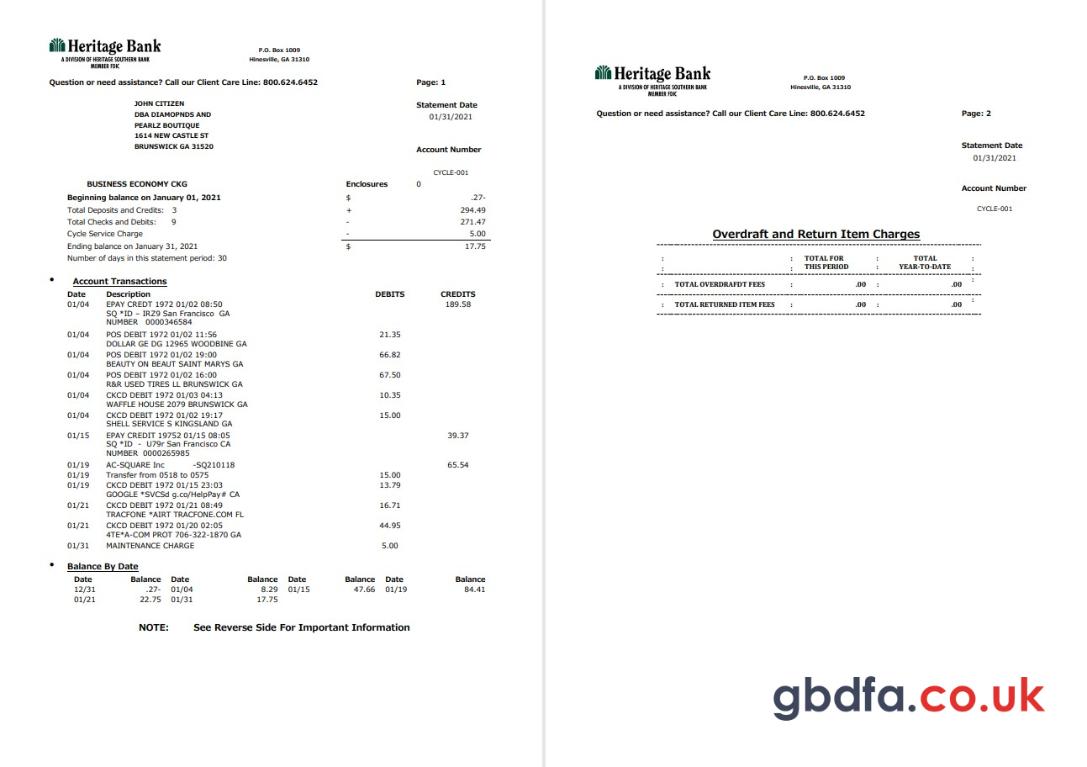 Heritage Bank
A DIVISION OF HERITAGE SOUTHERN BANK
MEMBER FDIC
P.O. Box 1009
Hinesville, GA 31310
Question or need assistance? Call our Client Care Line: 800.624.6452
Page: 1
JOHN CITIZEN
DBA DIAMOPNDS AND
PEARLZ BOUTIQUE
1614 NEW CASTLE ST
BRUNSWICK GA 31520
Statement Date
01/31/2021
Account Number
CYCLE-001
BUSINESS ECONOMY CKG Enclosures 0
Beginning balance on January 01, 2021 $ .27-
Total Deposits and Credits: 3 + 294.49
Total Checks and Debits: 9 - 271.47
Cycle Service Charge - 5.00
Ending balance on January 31, 2021 $ 17.75
Number of days in this statement period: 30
• Account Transactions
Date Description DEBITS CREDITS
01/04 EPAY CREDT 1972 01/02 08:50 189.58
SQ *ID – IRZ9 San Francisco GA
NUMBER 0000346584
01/04 POS DEBIT 1972 01/02 11:56 21.35
DOLLAR GE DG 12965 WOODBINE GA
01/04 POS DEBIT 1972 01/02 19:00 66.82
BEAUTY ON BEAUT SAINT MARYS GA
01/04 POS DEBIT 1972 01/02 16:00 67.50
R&R USED TIRES LL BRUNSWICK GA
01/04 CKCD DEBIT 1972 01/03 04:13 10.35
WAFFLE HOUSE 2079 BRUNSWICK GA
01/04 CKCD DEBIT 1972 01/02 19:17 15.00
SHELL SERVICE S KINGSLAND GA
01/15 EPAY CREDIT 19752 01/15 08:05 39.37
SQ *ID - U79r San Francisco CA
NUMBER 0000265985
01/19 AC-SQUARE Inc -SQ210118 65.54
01/19 Transfer from 0518 to 0575 15.00
01/19 CKCD DEBIT 1972 01/15 23:03 13.79
GOOGLE *SVCSd g.co/HelpPay# CA
01/21 CKCD DEBIT 1972 01/21 08:49 16.71
TRACFONE *AIRT TRACFONE.COM FL
01/21 CKCD DEBIT 1972 01/20 02:05 44.95
4TE*A-COM PROT 706-322-1870 GA
01/31 MAINTENANCE CHARGE 5.00
• Balance By Date
Date Balance Date Balance Date Balance Date Balance
12/31 .27- 01/04 8.29 01/15 47.66 01/19 84.41
01/21 22.75 01/31 17.75
NOTE: See Reverse Side For Important Information
Heritage Bank
A DIVISION OF HERITAGE SOUTHERN BANK
MEMBER FDIC
P.O. Box 1009
Hinesville, GA 31310
Question or need assistance? Call our Client Care Line: 800.624.6452
Page: 2
Statement Date
01/31/2021
Account Number
CYCLE-001
Overdraft and Return Item Charges
: : TOTAL FOR : TOTAL :
: : THIS PERIOD : YEAR-TO-DATE :
: TOTAL OVERDRAFDT FEES : .00 : .00 :
: TOTAL RETURNED ITEM FEES : .00 : .00 :
gbdfa.co.uk